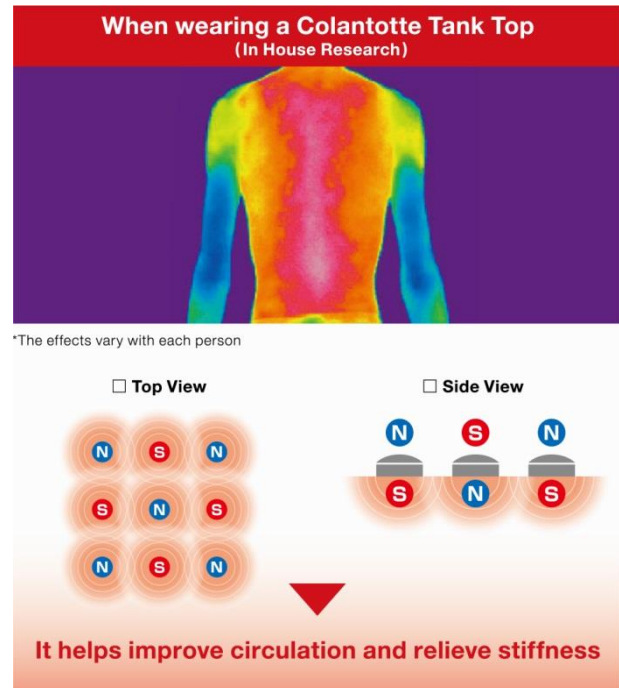 When wearing a Colantotte Tank Top
(In House Research)
*The effects vary with each person
□ Top View
□ Side View
N S N
N S N
S N S
S N S
N S N
It helps improve circulation and relieve stiffness